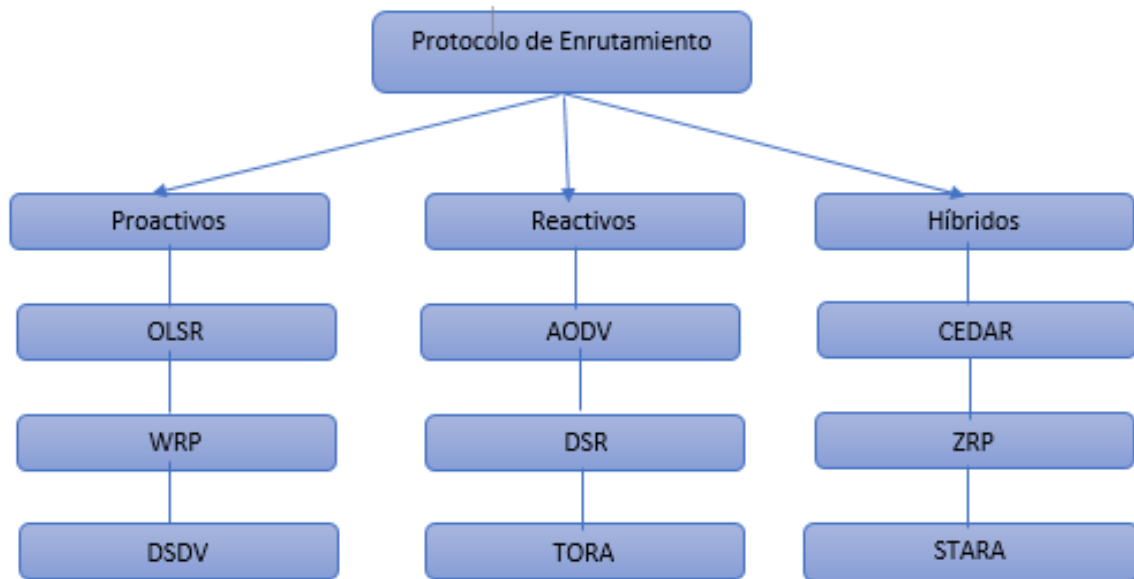 Protocolo de Enrutamiento
Proactivos
Reactivos
Híbridos
OLSR
AODV
CEDAR
WRP
DSR
ZRP
DSDV
TORA
STARA